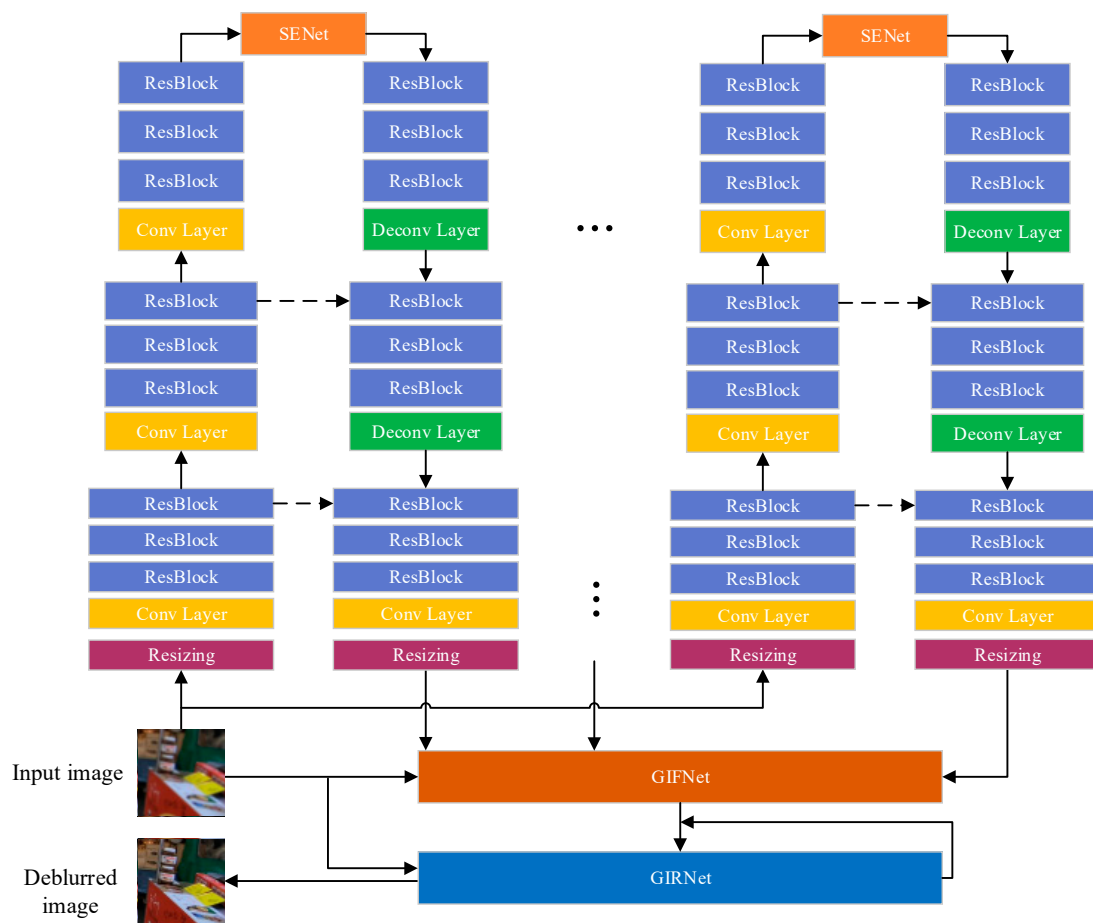 SENet
SENet
ResBlock
ResBlock
ResBlock
ResBlock
ResBlock
ResBlock
ResBlock
ResBlock
ResBlock
ResBlock
ResBlock
ResBlock
Conv Layer
Deconv Layer
...
Conv Layer
Deconv Layer
ResBlock
ResBlock
ResBlock
ResBlock
ResBlock
ResBlock
ResBlock
ResBlock
ResBlock
ResBlock
ResBlock
ResBlock
Conv Layer
Deconv Layer
Conv Layer
Deconv Layer
ResBlock
ResBlock
ResBlock
ResBlock
ResBlock
ResBlock
ResBlock
ResBlock
ResBlock
ResBlock
ResBlock
ResBlock
Conv Layer
Conv Layer
Conv Layer
Conv Layer
Resizing
Resizing
Resizing
Resizing
Input image
GIFNet
Deblurred
image
GIRNet